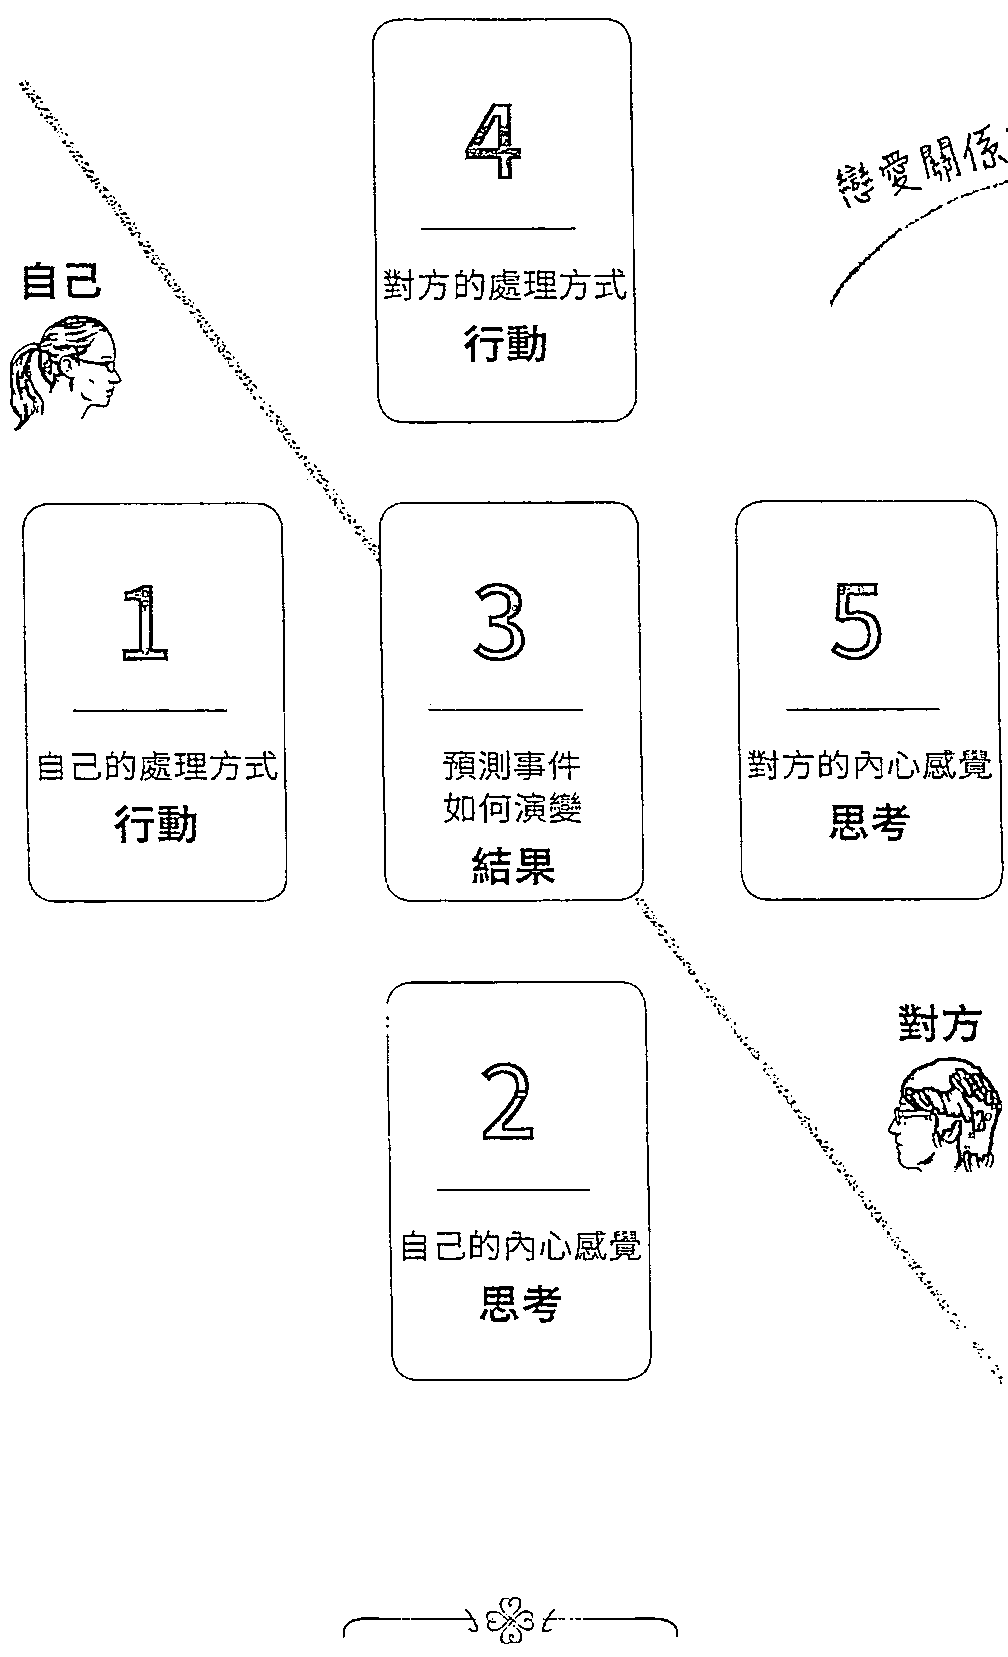 4
對方的處理方式
行動
戀愛關係
自己
1
自己的處理方式
行動
3
預測事件
如何演變
結果
5
對方的內心感覺
思考
對方
2
自己的內心感覺
思考